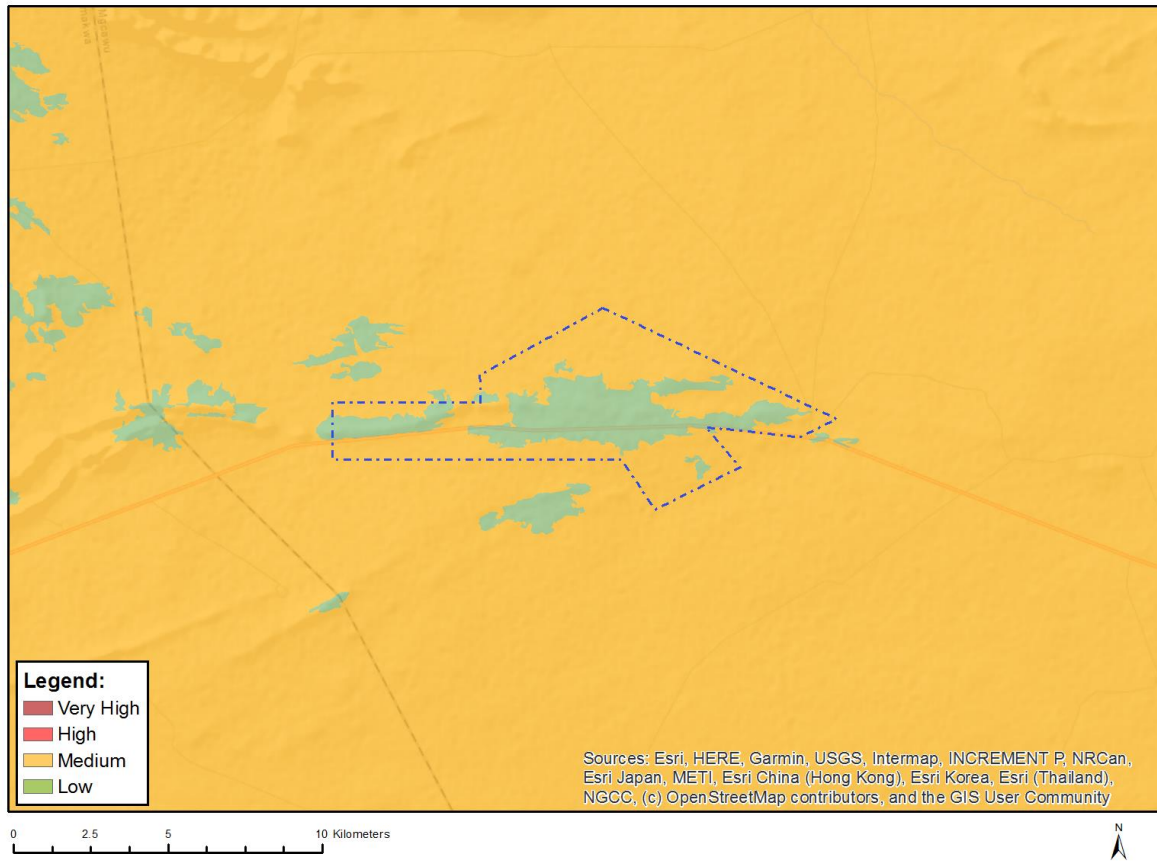 Mgcawu
makwa
Legend:
Very High
High
Medium
Low
Sources: Esri, HERE, Garmin, USGS, Intermap, INCREMENT P, NRCan,
Esri Japan, METI, Esri China (Hong Kong), Esri Korea, Esri (Thailand),
NGCC, (c) OpenStreetMap contributors, and the GIS User Community
0 2.5 5 10 Kilometers
N